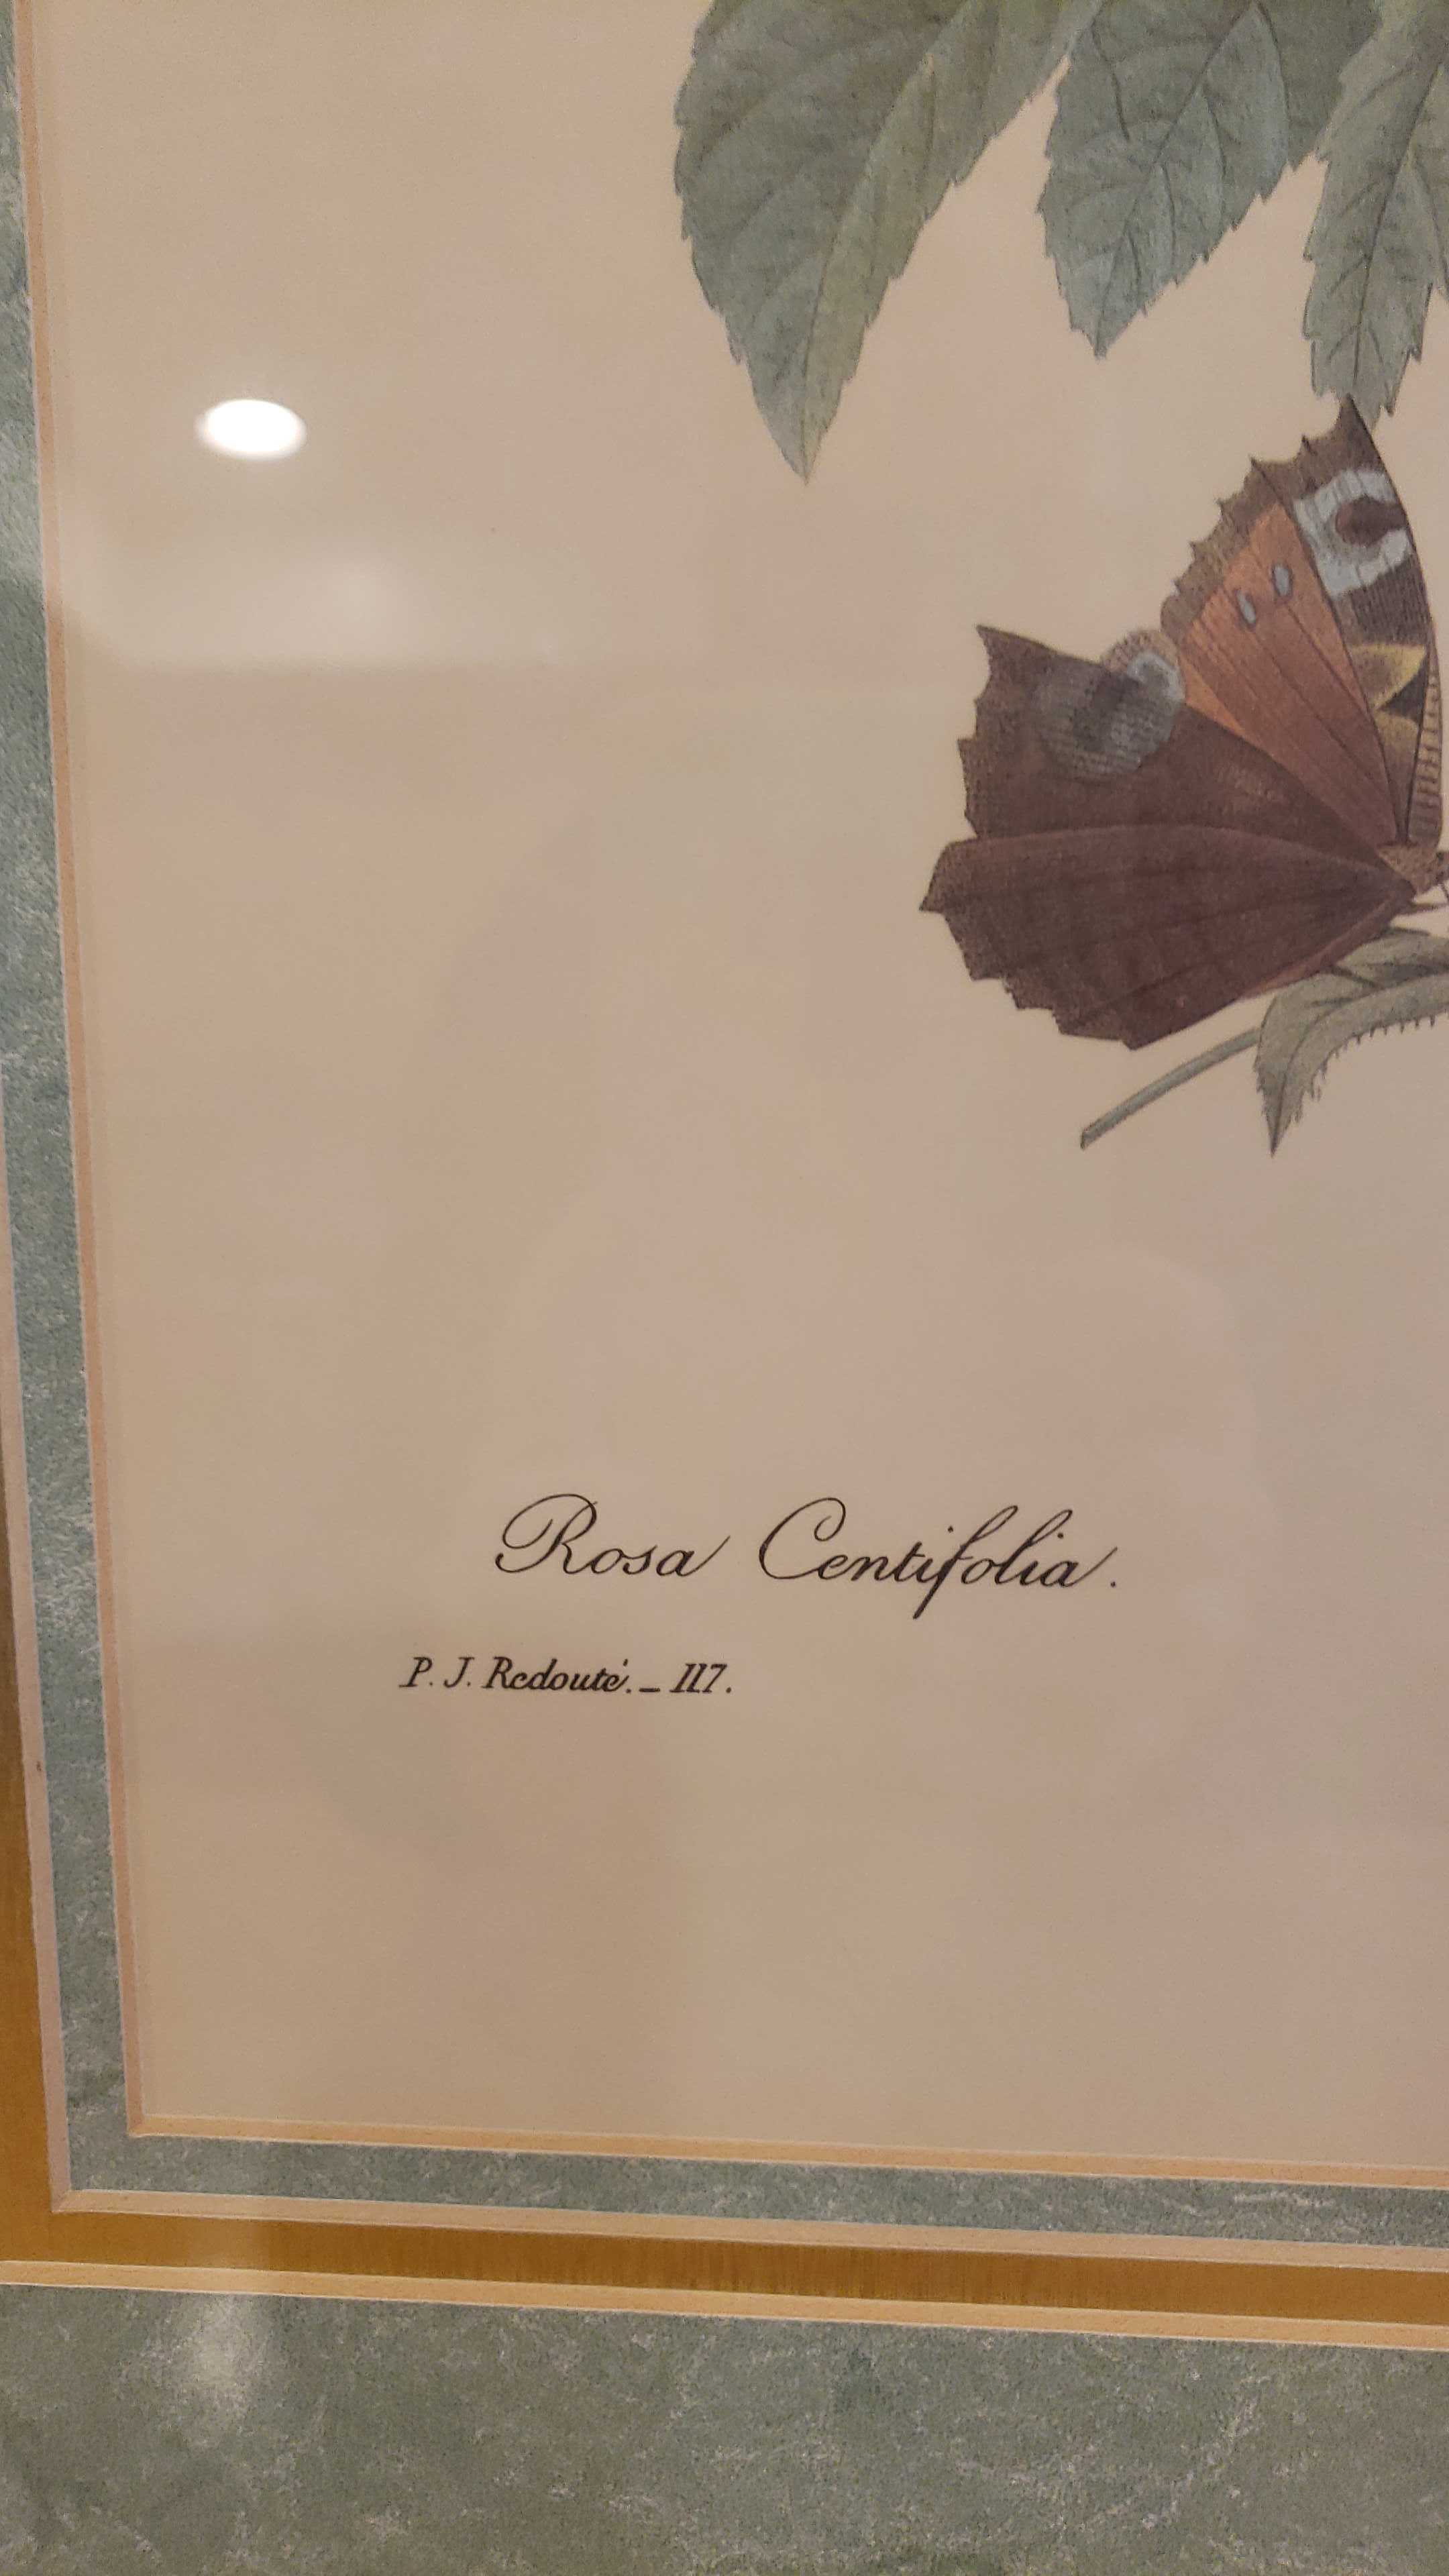 Rosa Centifolia.
P. J. Redouté. _ 117.